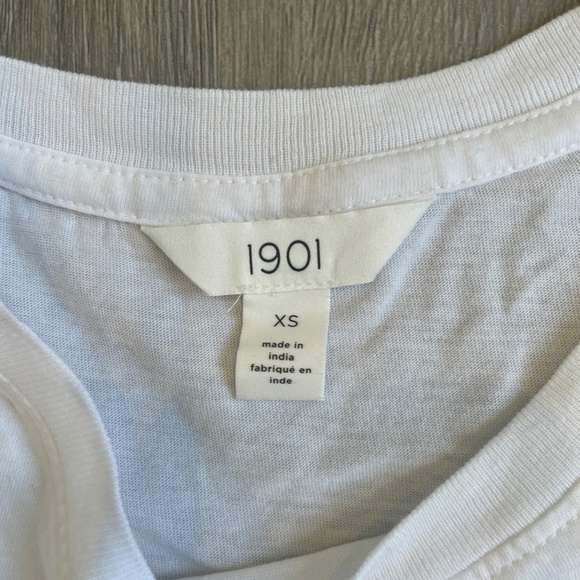 1901
XS
made in
india
fabriqué en
inde